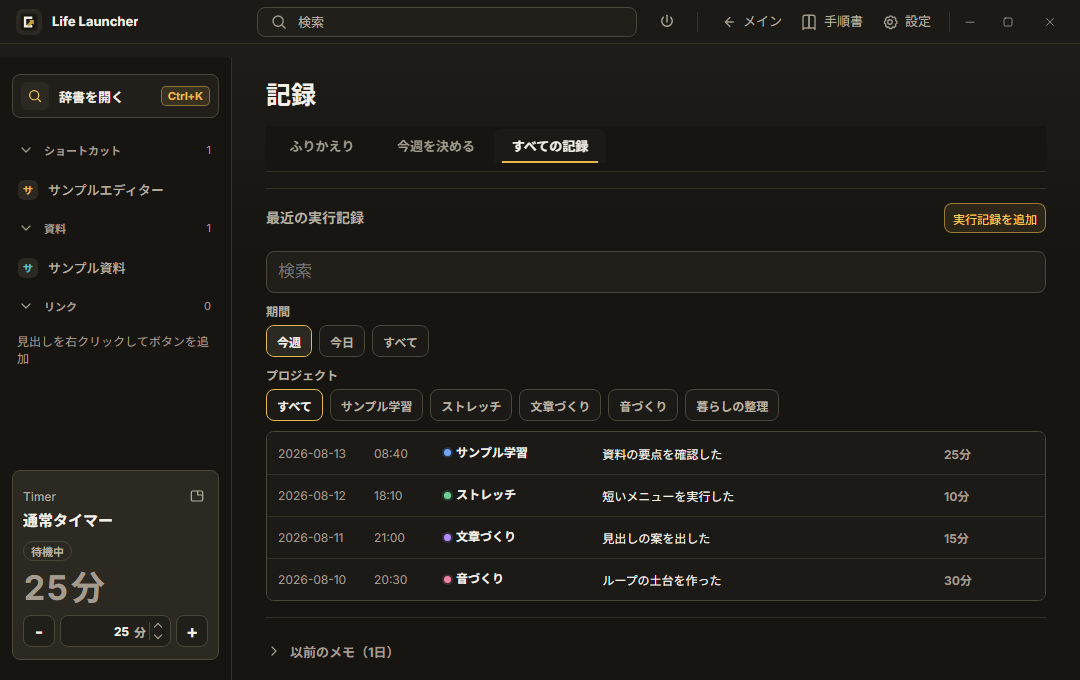 Life Launcher
検索
メイン
手順書
設定
辞書を開く
Ctrl+K
ショートカット
1
サ
サンプルエディター
資料
1
サ
サンプル資料
リンク
0
見出しを右クリックしてボタンを追
加
Timer
通常タイマー
待機中
25分
-
25 分
+
記録
ふりかえり
今週を決める
すべての記録
最近の実行記録
実行記録を追加
検索
期間
今週
今日
すべて
プロジェクト
すべて
サンプル学習
ストレッチ
文章づくり
音づくり
暮らしの整理
2026-08-13 08:40 サンプル学習 資料の要点を確認した 25分
2026-08-12 18:10 ストレッチ 短いメニューを実行した 10分
2026-08-11 21:00 文章づくり 見出しの案を出した 15分
2026-08-10 20:30 音づくり ループの土台を作った 30分
以前のメモ（1日）